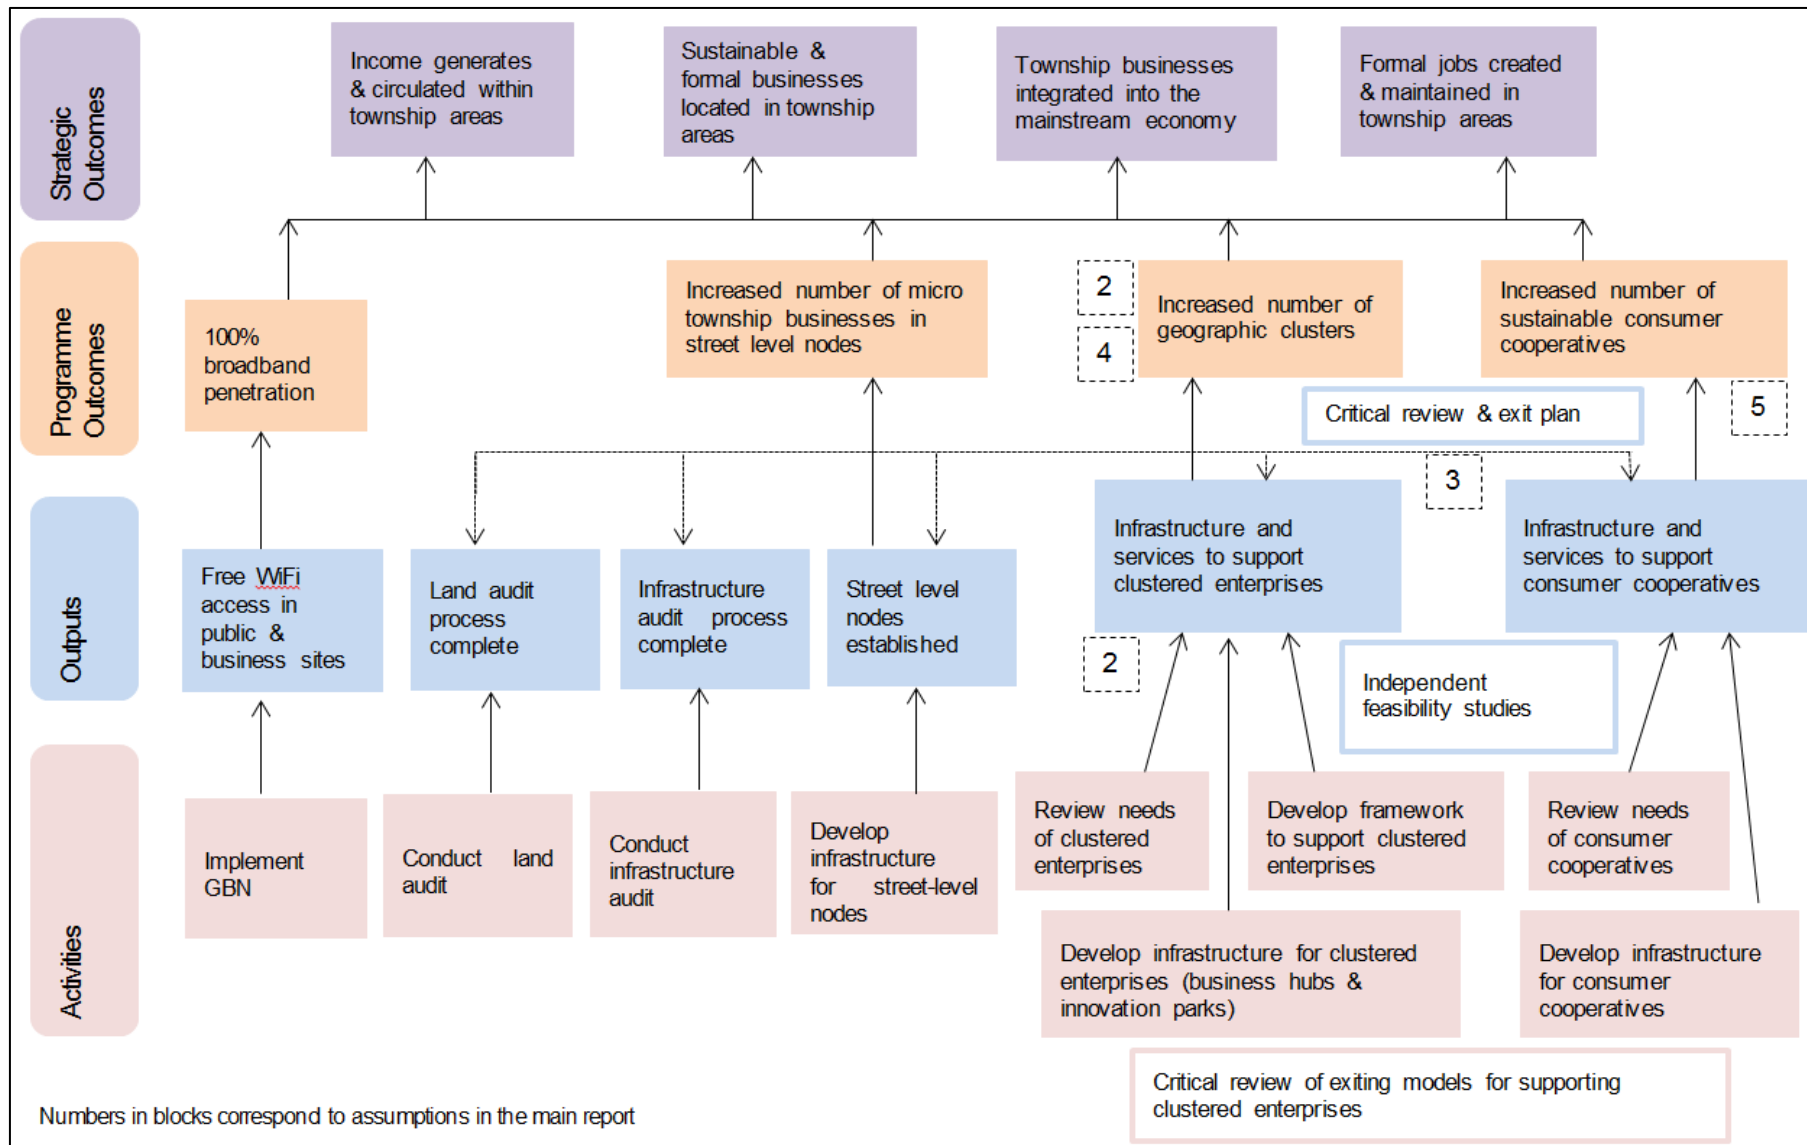 Strategic
Outcomes
Income generates
& circulated within
township areas
Sustainable &
formal businesses
located in township
areas
Township businesses
integrated into the
mainstream economy
Formal jobs created
& maintained in
township areas
Programme
Outcomes
100%
broadband
penetration
Increased number of micro
township businesses in
street level nodes
2
4
Increased number of
geographic clusters
Increased number of
sustainable consumer
cooperatives
Critical review & exit plan
5
3
Outputs
Free WiFi
access in
public &
business sites
Land audit
process
complete
Infrastructure
audit process
complete
Street level
nodes
established
Infrastructure and
services to support
clustered enterprises
Infrastructure and
services to support
consumer cooperatives
2
Independent
feasibility studies
Activities
Implement
GBN
Conduct land
audit
Conduct
infrastructure
audit
Develop
infrastructure
for street-level
nodes
Review needs
of clustered
enterprises
Develop framework
to support clustered
enterprises
Review needs
of consumer
cooperatives
Develop infrastructure for clustered
enterprises (business hubs &
innovation parks)
Develop infrastructure
for consumer
cooperatives
Critical review of exiting models for supporting
clustered enterprises
Numbers in blocks correspond to assumptions in the main report